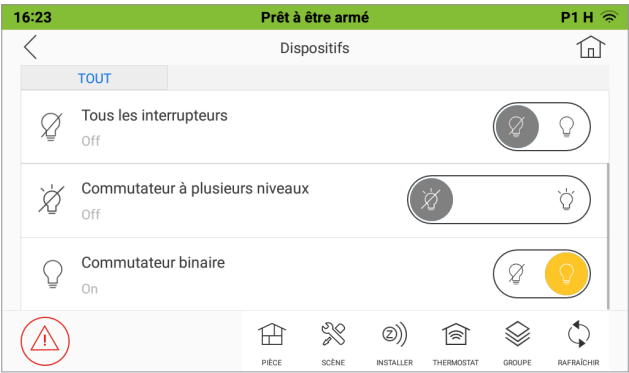 16:23 Prêt à être armé P1 H
Dispositifs
TOUT
Tous les interrupteurs
Off
Commutateur à plusieurs niveaux
Off
Commutateur binaire
On
PIÈCE SCÈNE INSTALLER THERMOSTAT GROUPE RAFRAÎCHIR